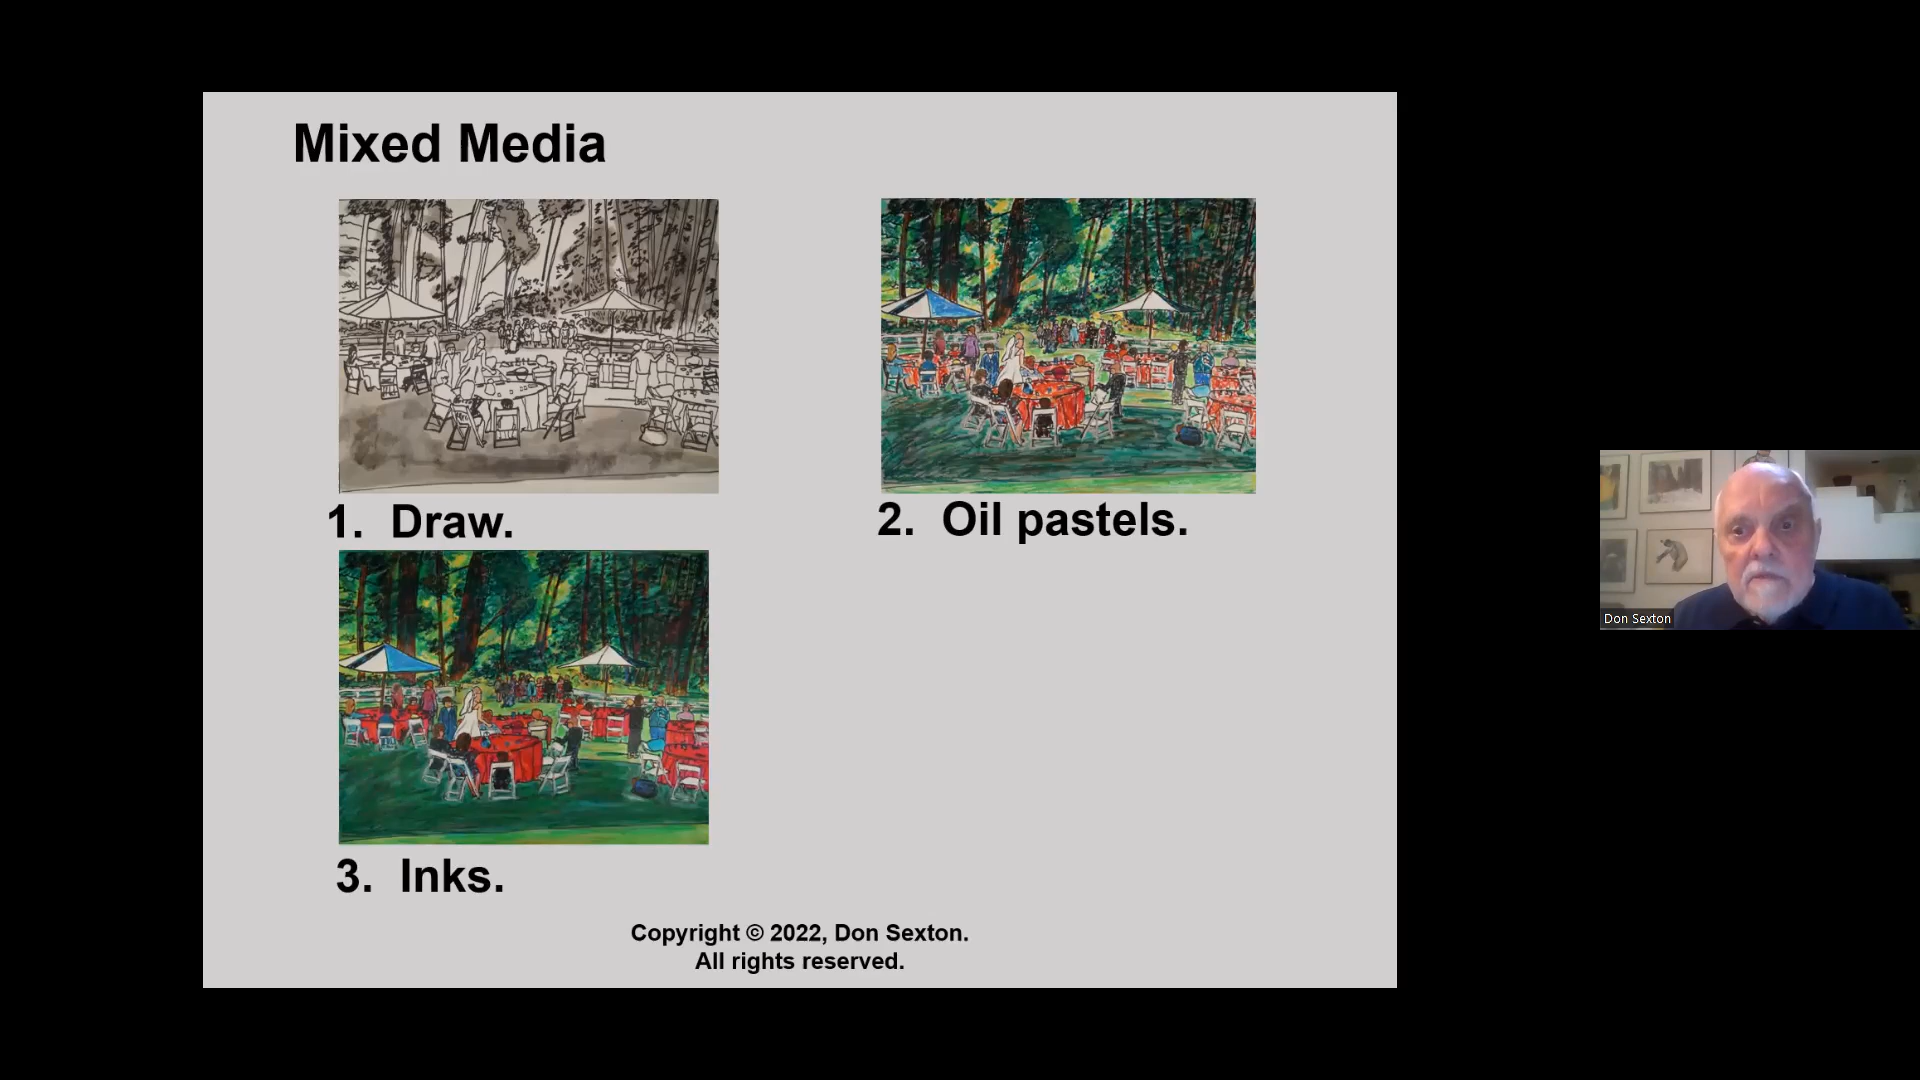 Mixed Media
1. Draw.
2. Oil pastels.
3. Inks.
Copyright © 2022, Don Sexton.
All rights reserved.
Don Sexton